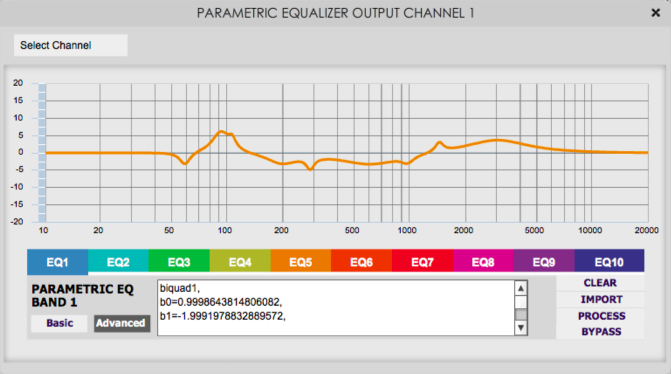 PARAMETRIC EQUALIZER OUTPUT CHANNEL 1 ×
Select Channel
20
15
10
5
0
-5
-10
-15
-20
10 20 50 100 200 500 1000 2000 5000 10000 20000
EQ1 EQ2 EQ3 EQ4 EQ5 EQ6 EQ7 EQ8 EQ9 EQ10
PARAMETRIC EQ
BAND 1
Basic Advanced
biquad1,
b0=0.9998643814806082,
b1=-1.9991978832889572,
CLEAR
IMPORT
PROCESS
BYPASS